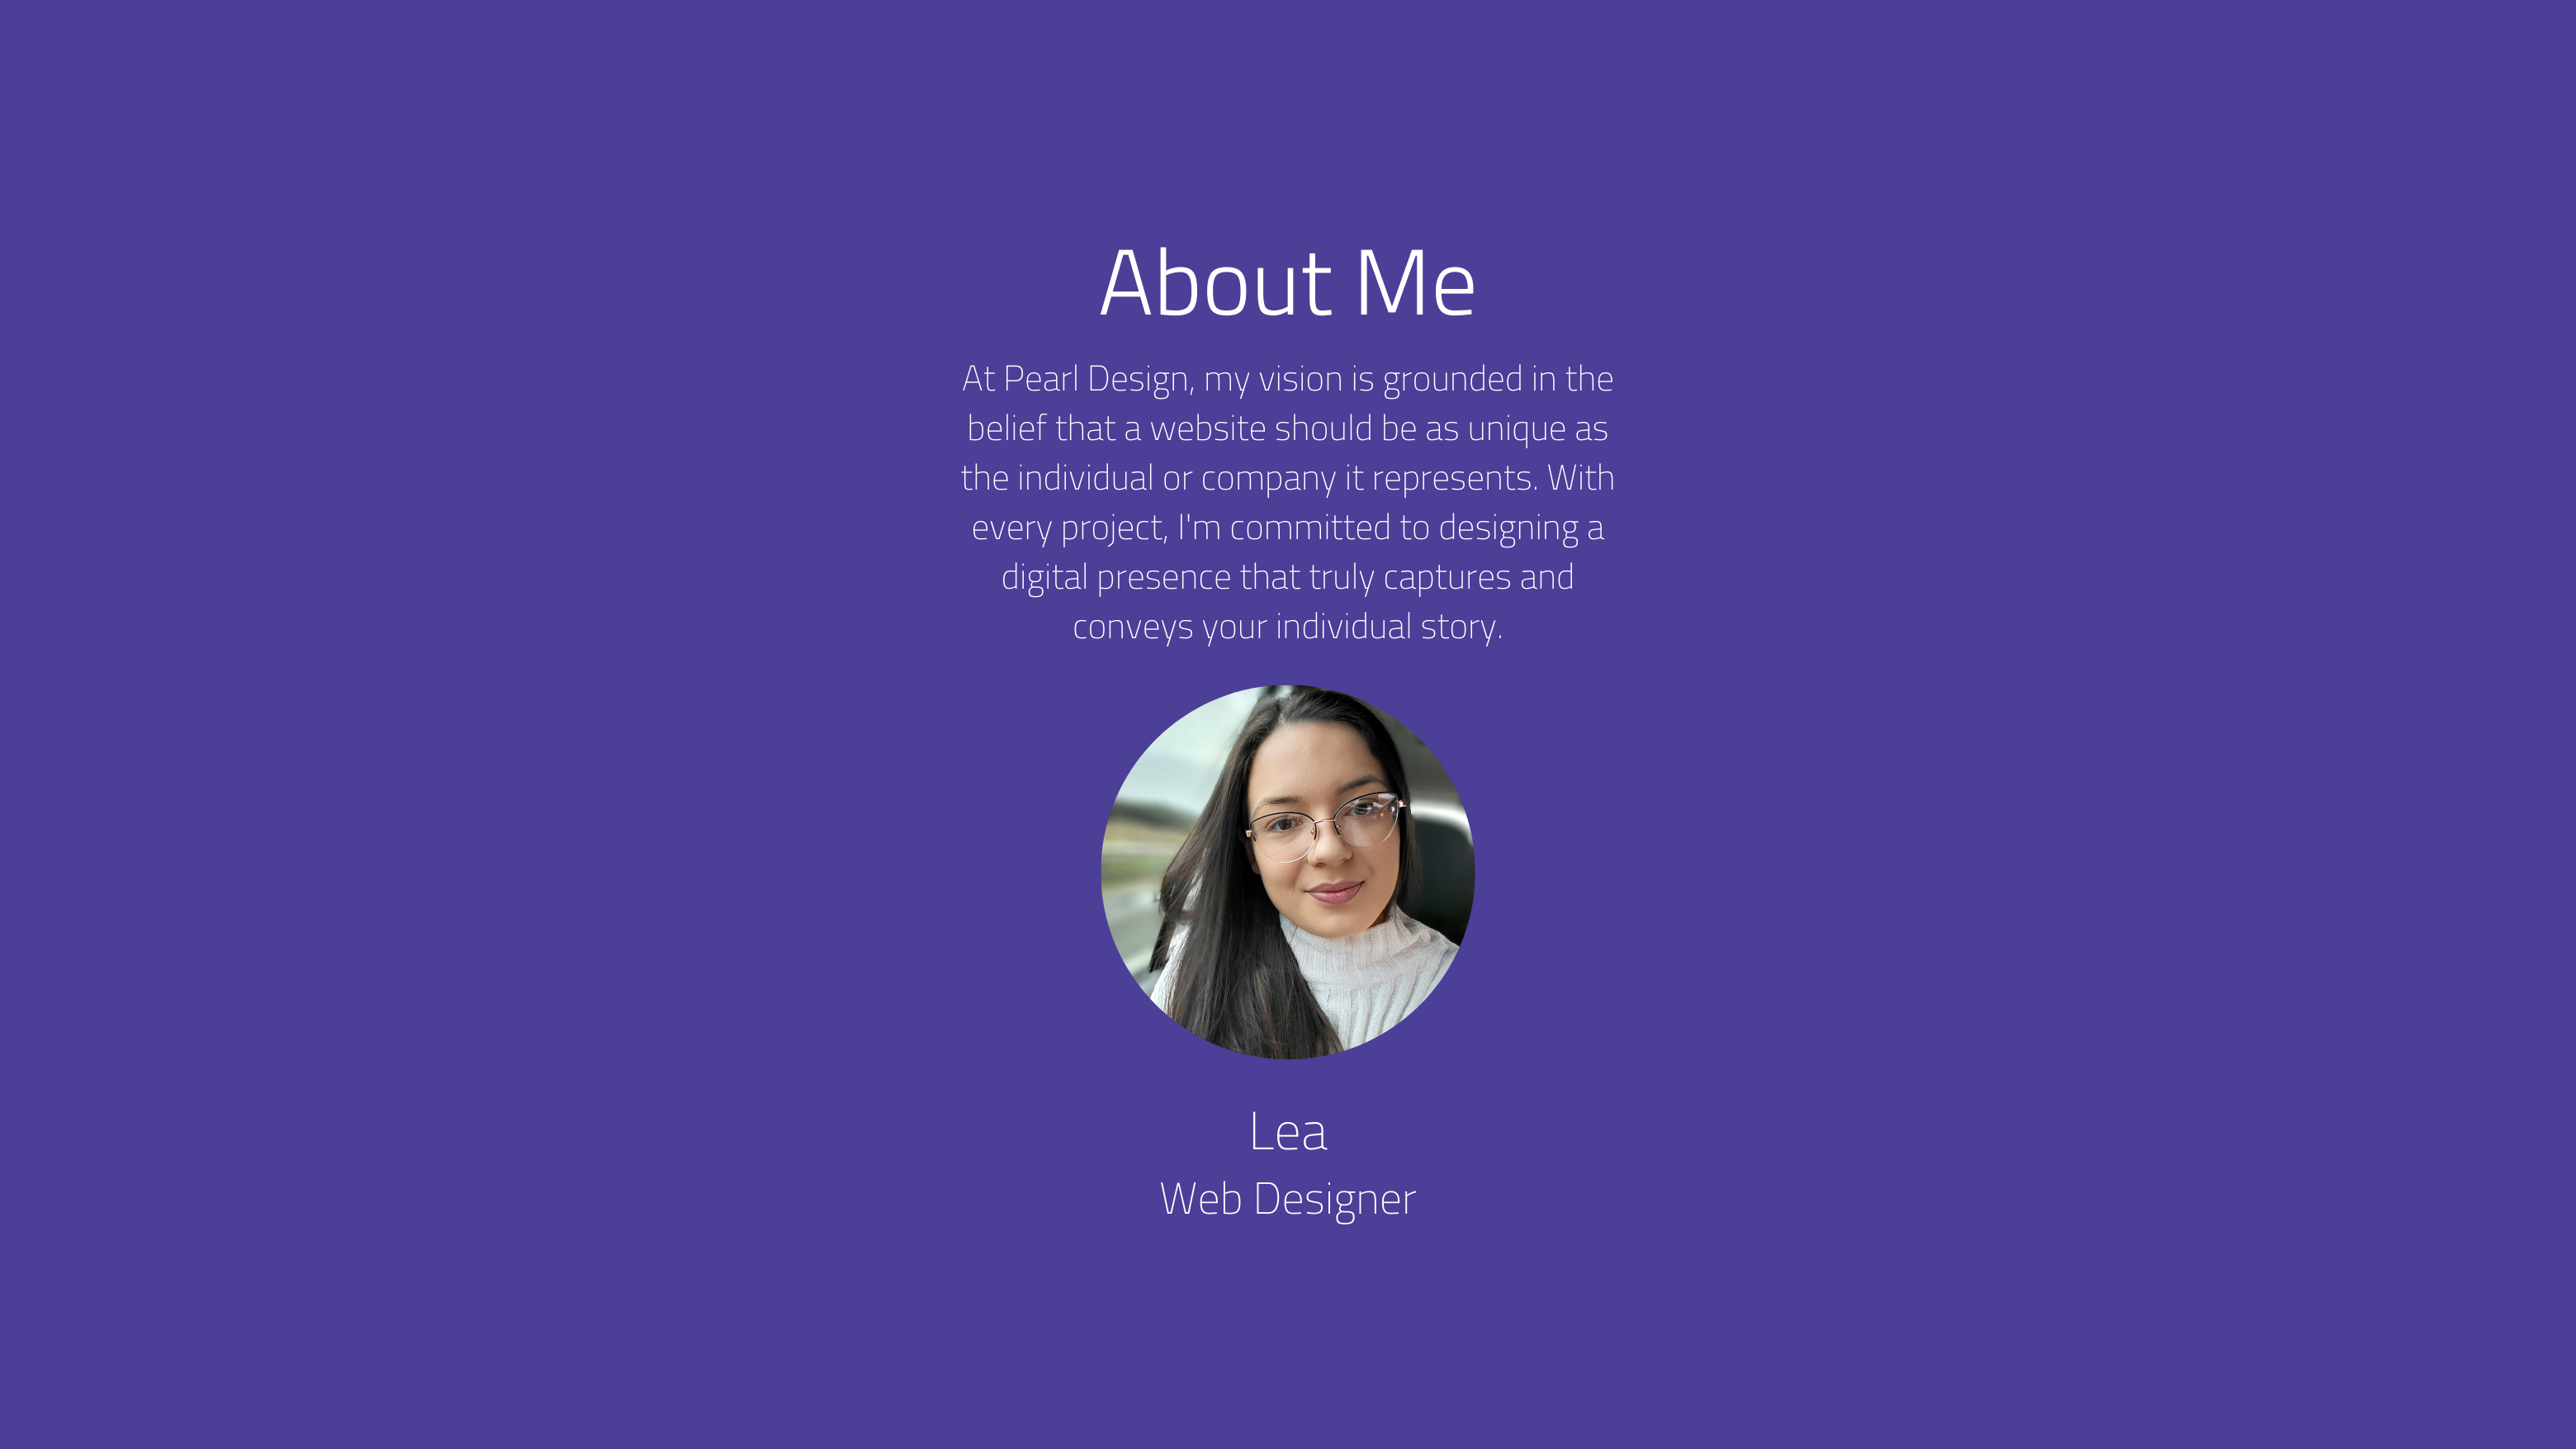 About Me
At Pearl Design, my vision is grounded in the
belief that a website should be as unique as
the individual or company it represents. With
every project, I'm committed to designing a
digital presence that truly captures and
conveys your individual story.
Lea
Web Designer